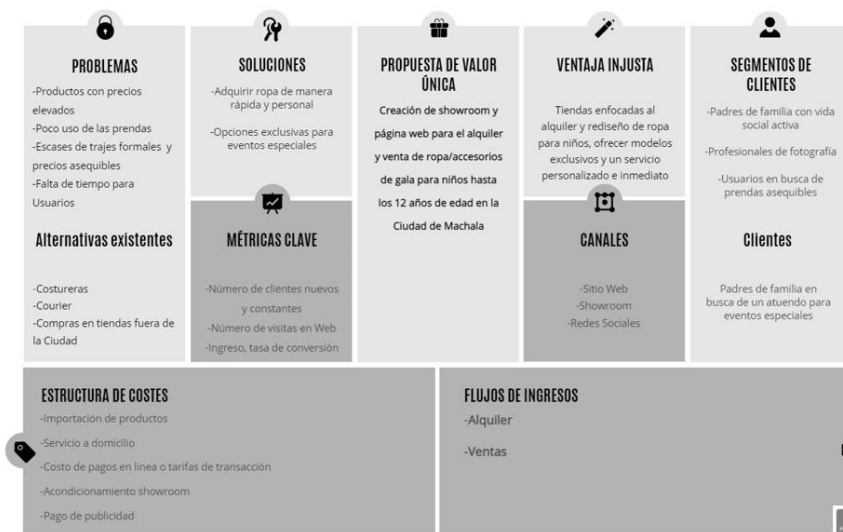 PROBLEMAS
-Productos con precios
elevados
-Poco uso de las prendas
-Escases de trajes formales y
precios asequibles
-Falta de tiempo para
Usuarios
Alternativas existentes
-Costureras
-Courier
-Compras en tiendas fuera de
la Ciudad
SOLUCIONES
-Adquirir ropa de manera
rápida y personal
-Opciones exclusivas para
eventos especiales
MÉTRICAS CLAVE
-Número de clientes nuevos
y constantes
-Número de visitas en Web
-Ingreso, tasa de conversión
PROPUESTA DE VALOR
ÚNICA
Creación de showroom y
página web para el alquiler
y venta de ropa/accesorios
de gala para niños hasta
los 12 años de edad en la
Ciudad de Machala
VENTAJA INJUSTA
Tiendas enfocadas al
alquiler y rediseño de ropa
para niños, ofrecer modelos
exclusivos y un servicio
personalizado e inmediato
CANALES
-Sitio Web
-Showroom
-Redes Sociales
SEGMENTOS DE
CLIENTES
-Padres de familia con vida
social activa
-Profesionales de fotografía
-Usuarios en busca de
prendas asequibles
Clientes
Padres de familia en
busca de un atuendo para
eventos especiales
ESTRUCTURA DE COSTES
-Importación de productos
-Servicio a domicilio
-Costo de pagos en linea o tarifas de transacción
-Acondicionamiento showroom
-Pago de publicidad
FLUJOS DE INGRESOS
-Alquiler
-Ventas